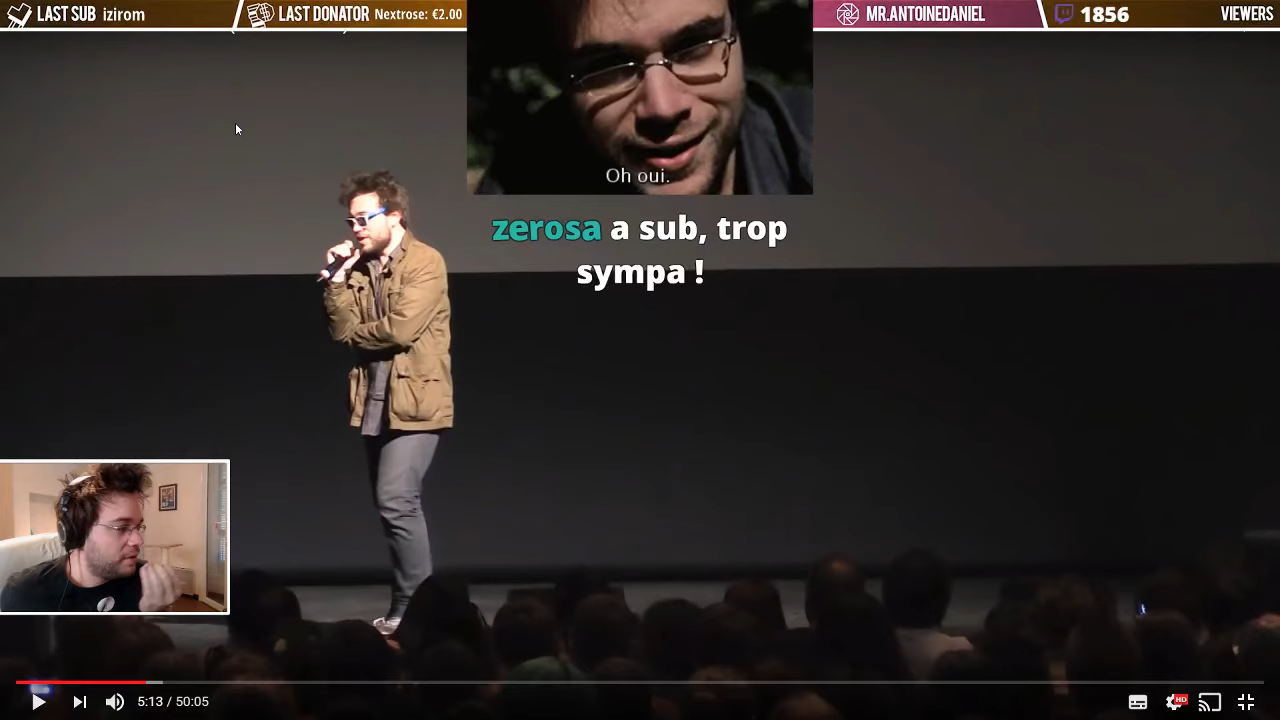 LAST SUB izirom
LAST DONATOR Nextrose: €2.00
MR.ANTOINEDANIEL
1856 VIEWERS
Oh oui.
zerosa a sub, trop
sympa !
5:13 / 50:05
HD